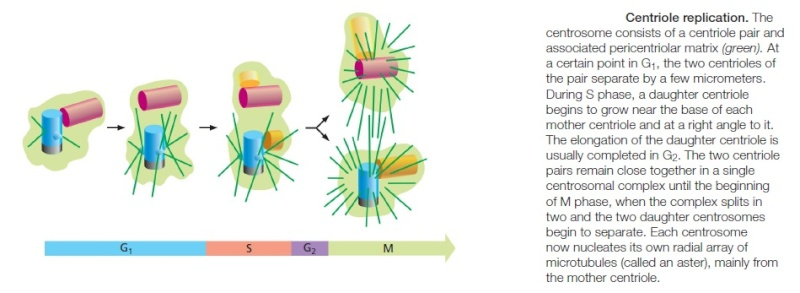 Centriole replication. The
centrosome consists of a centriole pair and
associated pericentriolar matrix (green). At
a certain point in G₁, the two centrioles of
the pair separate by a few micrometers.
During S phase, a daughter centriole
begins to grow near the base of each
mother centriole and at a right angle to it.
The elongation of the daughter centriole is
usually completed in G₂. The two centriole
pairs remain close together in a single
centrosomal complex until the beginning
of M phase, when the complex splits in
two and the two daughter centrosomes
begin to separate. Each centrosome
now nucleates its own radial array of
microtubules (called an aster), mainly from
the mother centriole.
G₁ S G₂ M